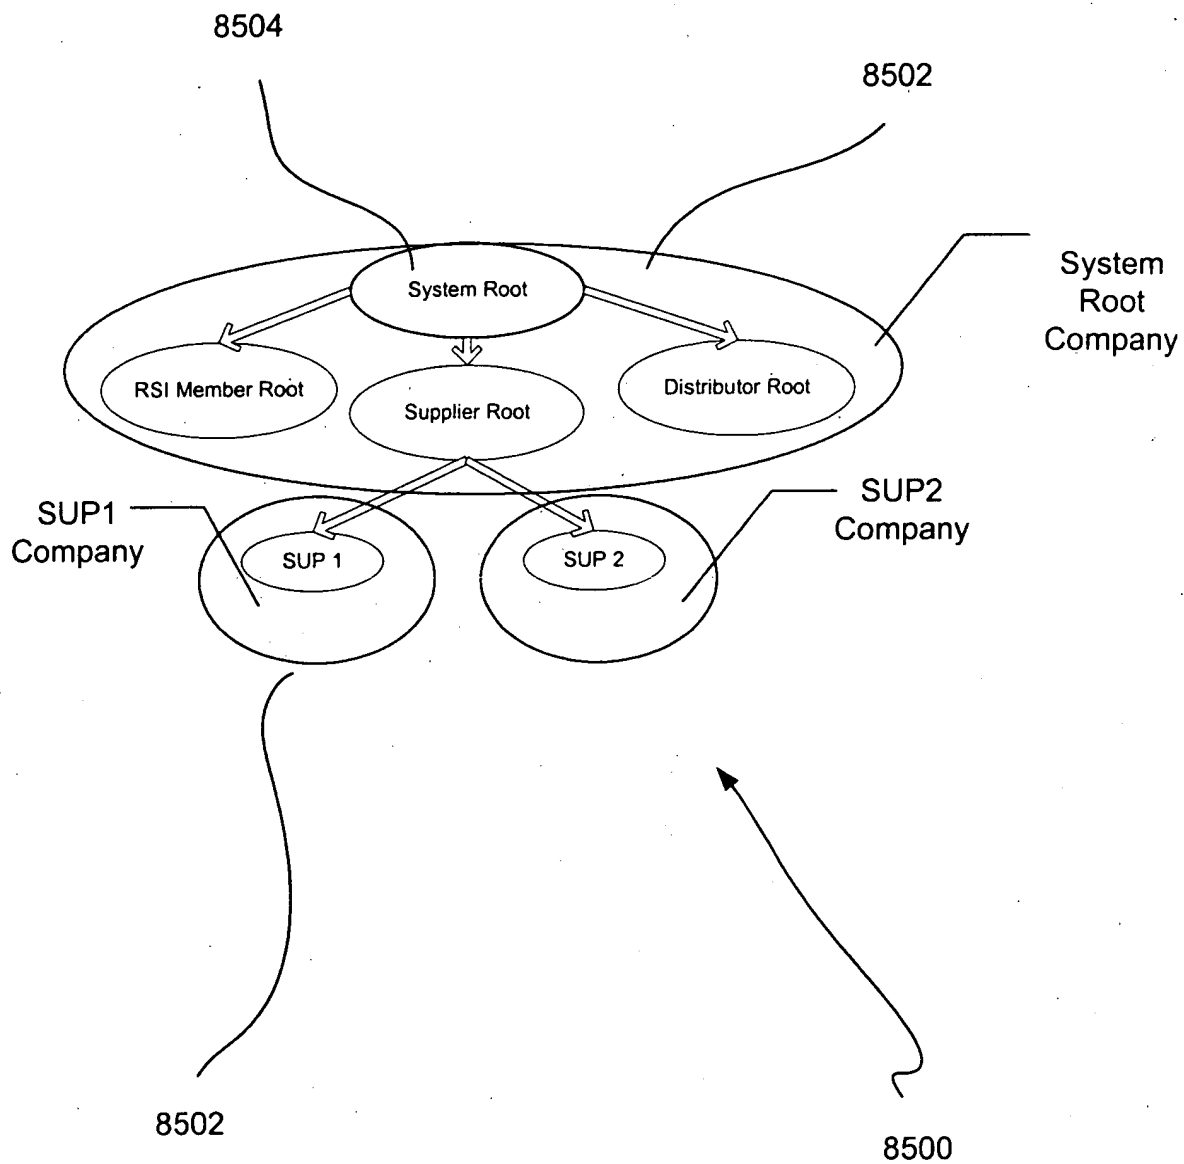 8504
8502
System Root
System
Root
Company
RSI Member Root
Supplier Root
Distributor Root
SUP1
Company
SUP2
Company
SUP 1
SUP 2
8502
8500